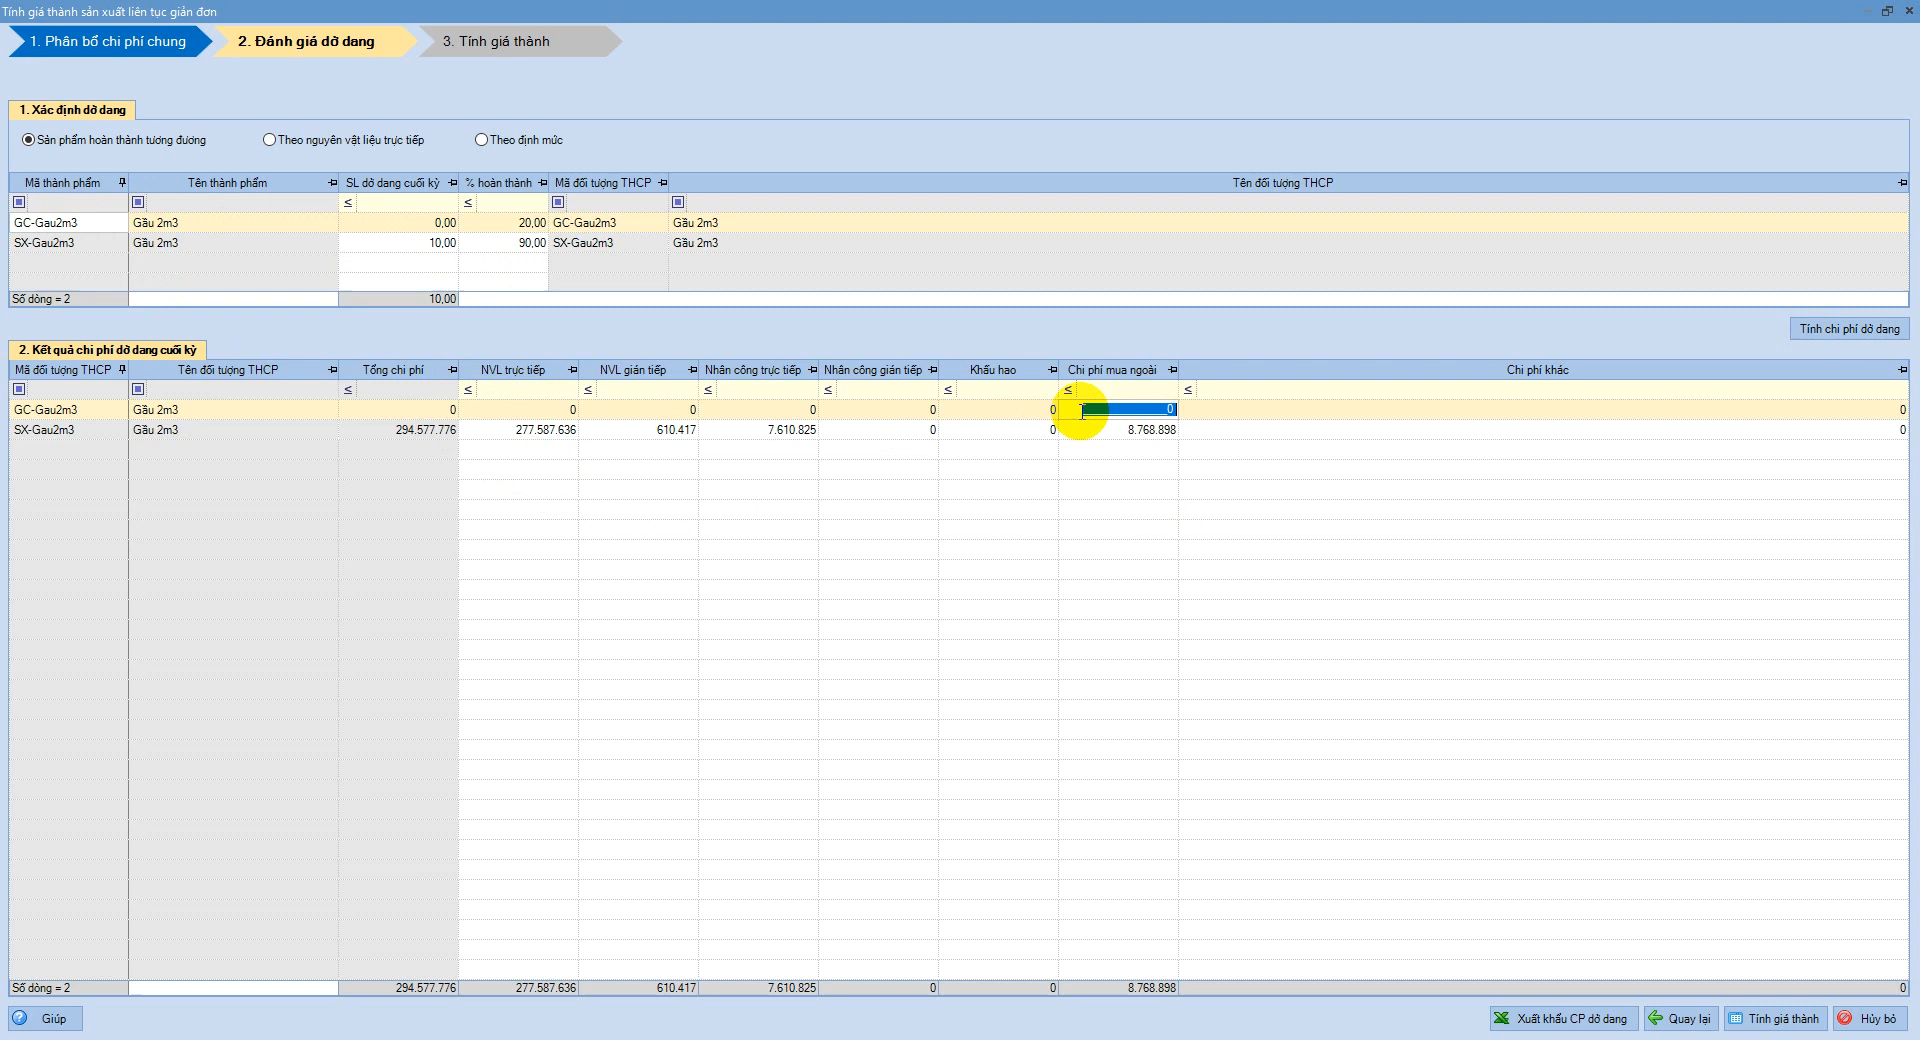 Tính giá thành sản xuất liên tục giản đơn
1. Phân bổ chi phí chung 2. Đánh giá dở dang 3. Tính giá thành
1. Xác định dở dang
Sản phẩm hoàn thành tương đương Theo nguyên vật liệu trực tiếp Theo định mức
Mã thành phẩm Tên thành phẩm SL dở dang cuối kỳ % hoàn thành Mã đối tượng THCP Tên đối tượng THCP
≤ ≤
GC-Gau2m3 Gầu 2m3 0,00 20,00 GC-Gau2m3 Gầu 2m3
SX-Gau2m3 Gầu 2m3 10,00 90,00 SX-Gau2m3 Gầu 2m3
Số dòng = 2 10,00
Tính chi phí dở dang
2. Kết quả chi phí dở dang cuối kỳ
Mã đối tượng THCP Tên đối tượng THCP Tổng chi phí NVL trực tiếp NVL gián tiếp Nhân công trực tiếp Nhân công gián tiếp Khấu hao Chi phí mua ngoài Chi phí khác
≤ ≤ ≤ ≤ ≤ ≤ ≤ ≤
GC-Gau2m3 Gầu 2m3 0 0 0 0 0 0 0 0
SX-Gau2m3 Gầu 2m3 294.577.776 277.587.636 610.417 7.610.825 0 0 8.768.898 0
Số dòng = 2 294.577.776 277.587.636 610.417 7.610.825 0 0 8.768.898 0
Giúp Xuất khẩu CP dở dang Quay lại Tính giá thành Hủy bỏ